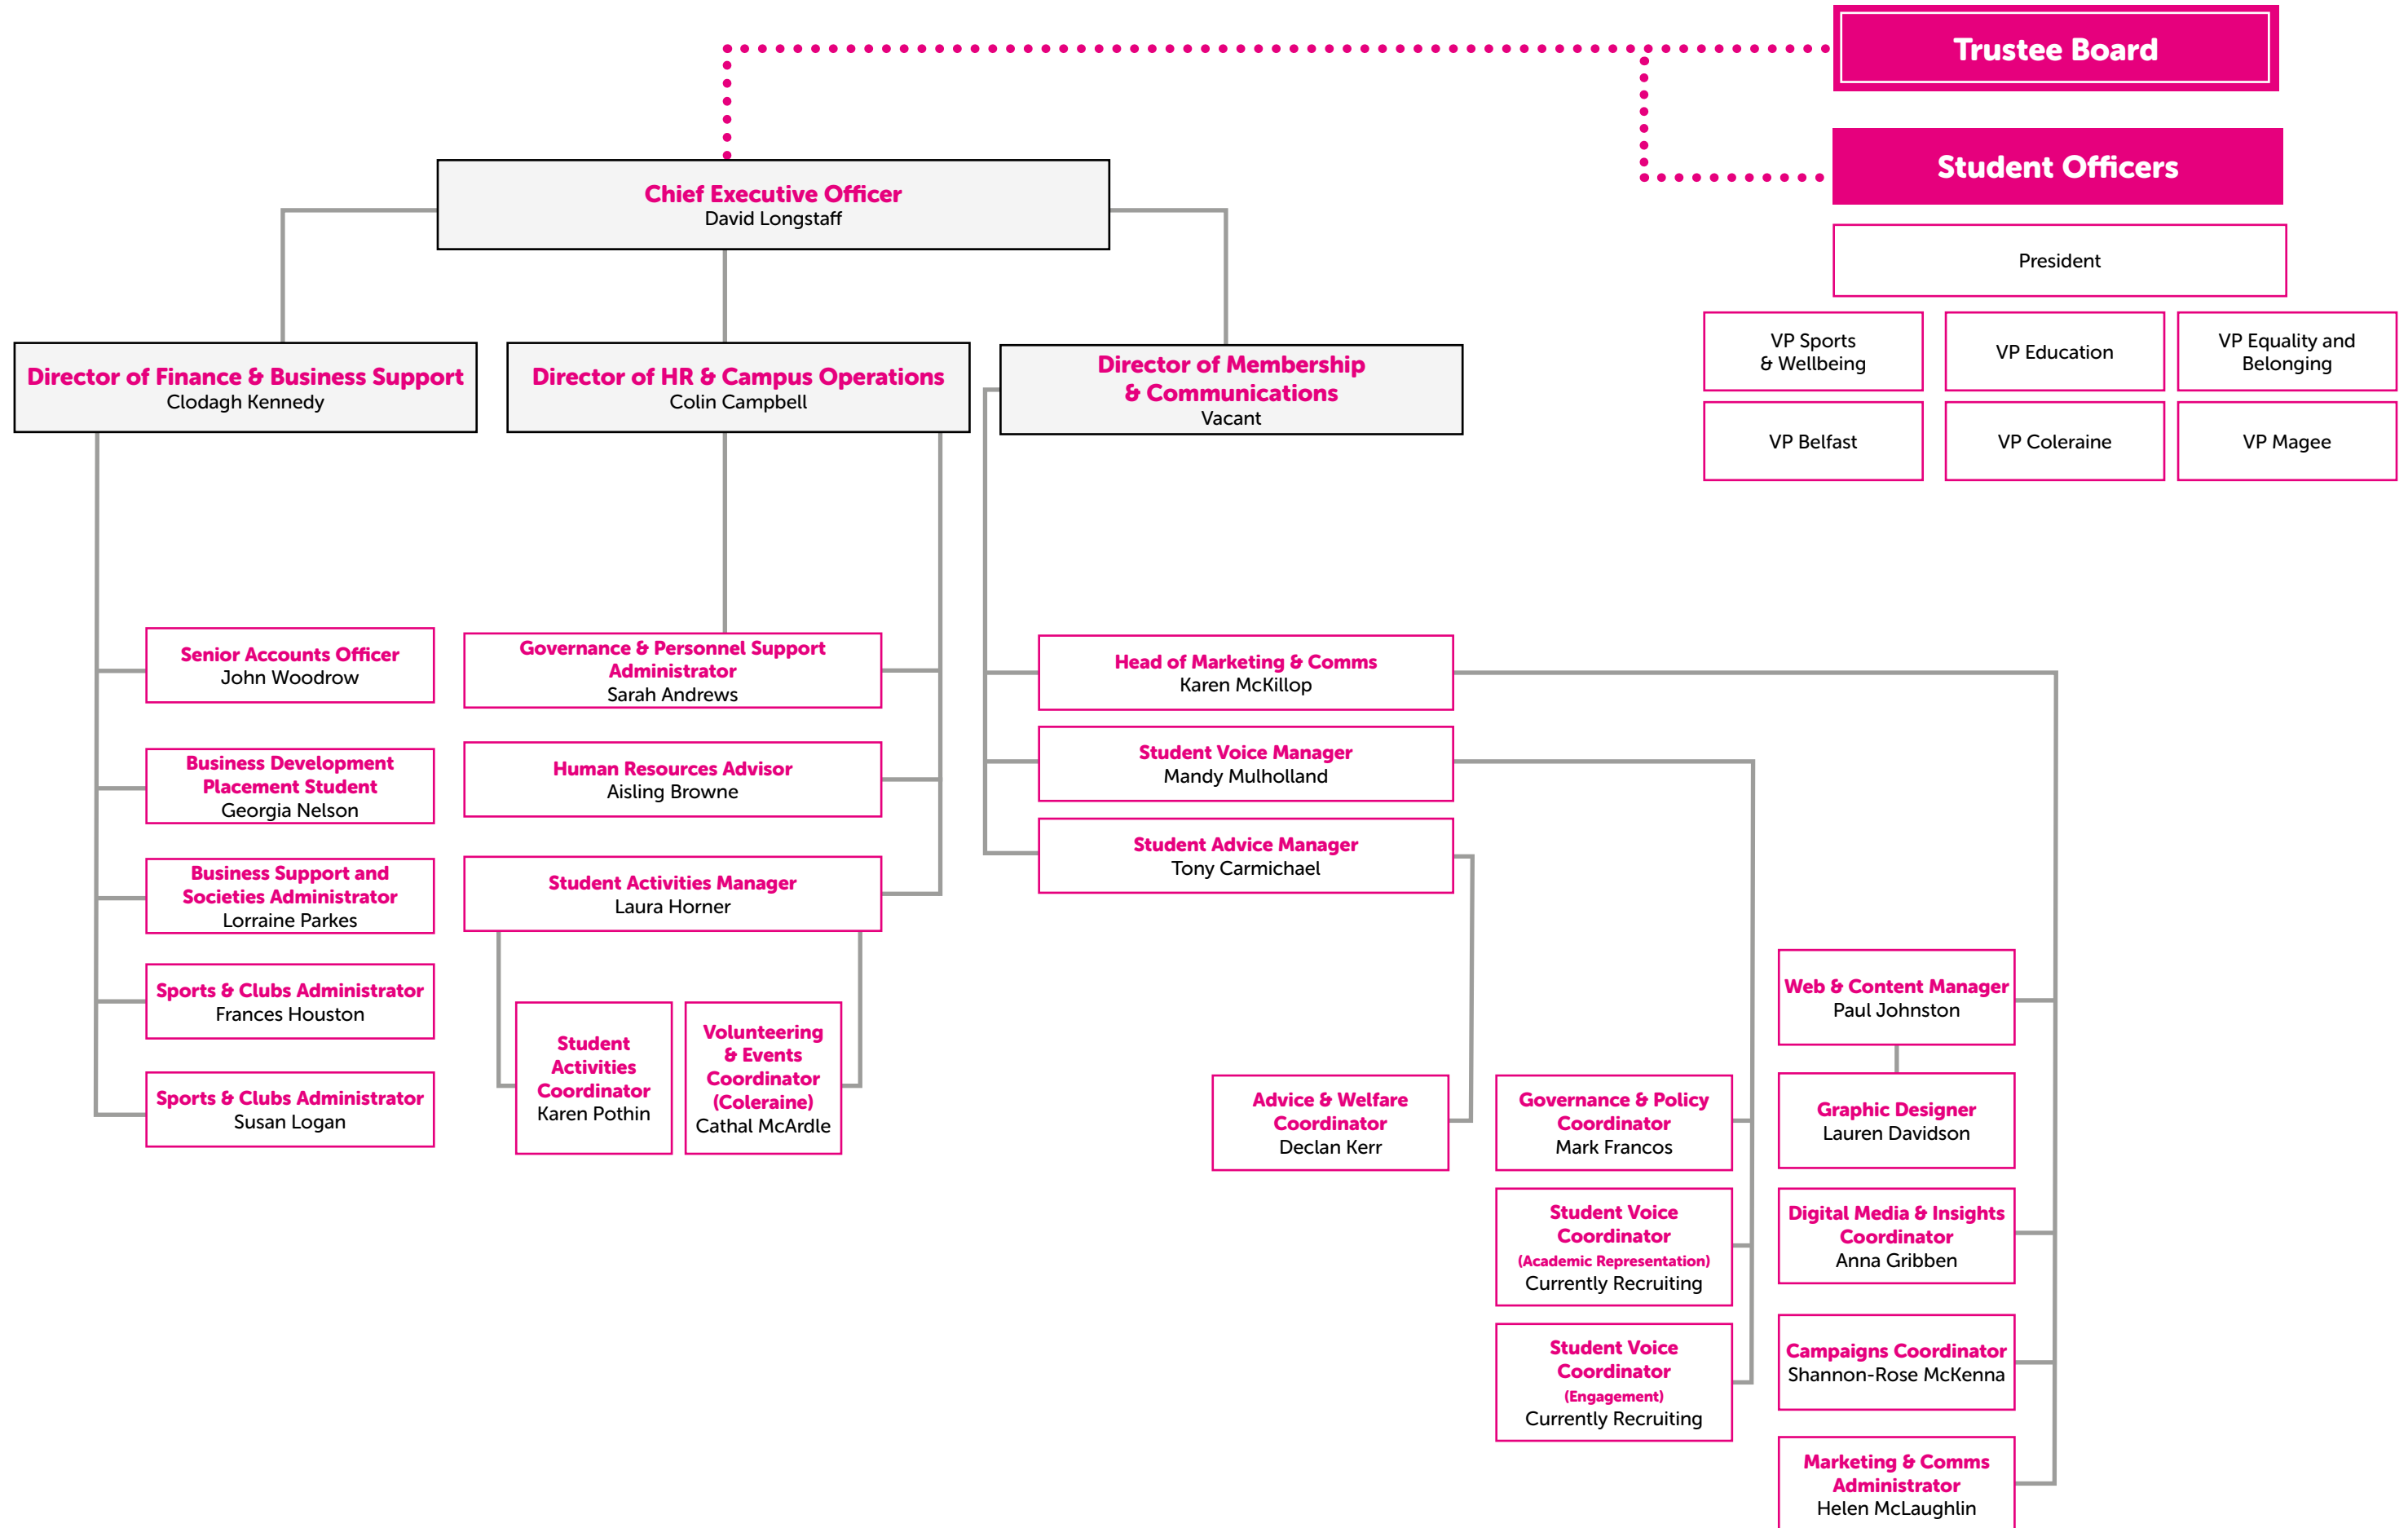 Trustee Board
Student Officers
President
VP Sports
& Wellbeing
VP Education
VP Equality and
Belonging
VP Belfast
VP Coleraine
VP Magee
Chief Executive Officer
David Longstaff
Director of Finance & Business Support
Clodagh Kennedy
Director of HR & Campus Operations
Colin Campbell
Director of Membership
& Communications
Vacant
Senior Accounts Officer
John Woodrow
Business Development
Placement Student
Georgia Nelson
Business Support and
Societies Administrator
Lorraine Parkes
Sports & Clubs Administrator
Frances Houston
Sports & Clubs Administrator
Susan Logan
Governance & Personnel Support
Administrator
Sarah Andrews
Human Resources Advisor
Aisling Browne
Student Activities Manager
Laura Horner
Student
Activities
Coordinator
Karen Pothin
Volunteering
& Events
Coordinator
(Coleraine)
Cathal McArdle
Head of Marketing & Comms
Karen McKillop
Student Voice Manager
Mandy Mulholland
Student Advice Manager
Tony Carmichael
Advice & Welfare
Coordinator
Declan Kerr
Governance & Policy
Coordinator
Mark Francos
Student Voice
Coordinator
(Academic Representation)
Currently Recruiting
Student Voice
Coordinator
(Engagement)
Currently Recruiting
Web & Content Manager
Paul Johnston
Graphic Designer
Lauren Davidson
Digital Media & Insights
Coordinator
Anna Gribben
Campaigns Coordinator
Shannon-Rose McKenna
Marketing & Comms
Administrator
Helen McLaughlin